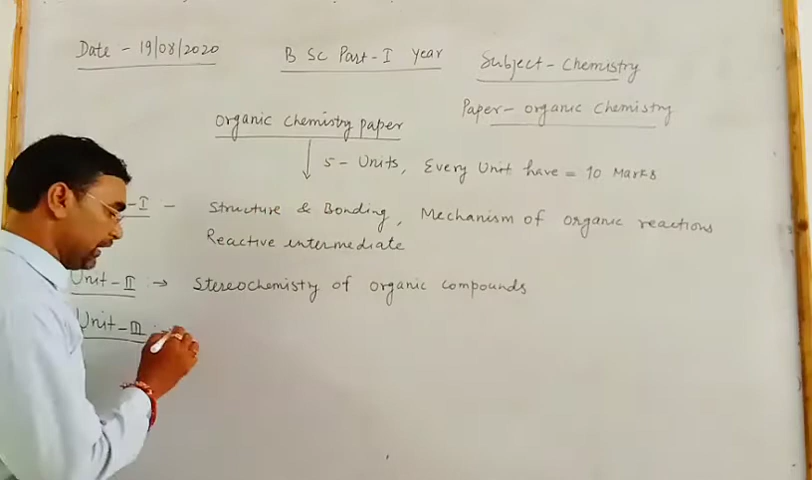 Date - 19/08/2020
B Sc Part-I Year
Subject - Chemistry
Paper - organic Chemistry
organic chemistry paper
5 - Units, Every Unit have = 10 Marks
-I - Structure & Bonding, Mechanism of organic reactions
Reactive intermediate
Unit-II :→ Stereochemistry of organic compounds
Unit-III :-